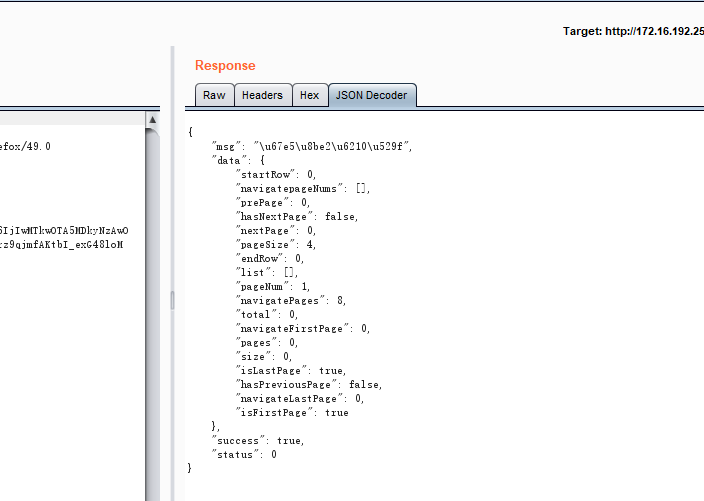 Target: http://172.16.192.25
Response
Raw Headers Hex JSON Decoder
efox/49.0
6IjIwMTkwOTA5MDkyNzAwO
rz9qjmfAKtbI_exG48loM
{
"msg": "\u67e5\u8be2\u6210\u529f",
"data": {
"startRow": 0,
"navigatepageNums": [],
"prePage": 0,
"hasNextPage": false,
"nextPage": 0,
"pageSize": 4,
"endRow": 0,
"list": [],
"pageNum": 1,
"navigatePages": 8,
"total": 0,
"navigateFirstPage": 0,
"pages": 0,
"size": 0,
"isLastPage": true,
"hasPreviousPage": false,
"navigateLastPage": 0,
"isFirstPage": true
},
"success": true,
"status": 0
}